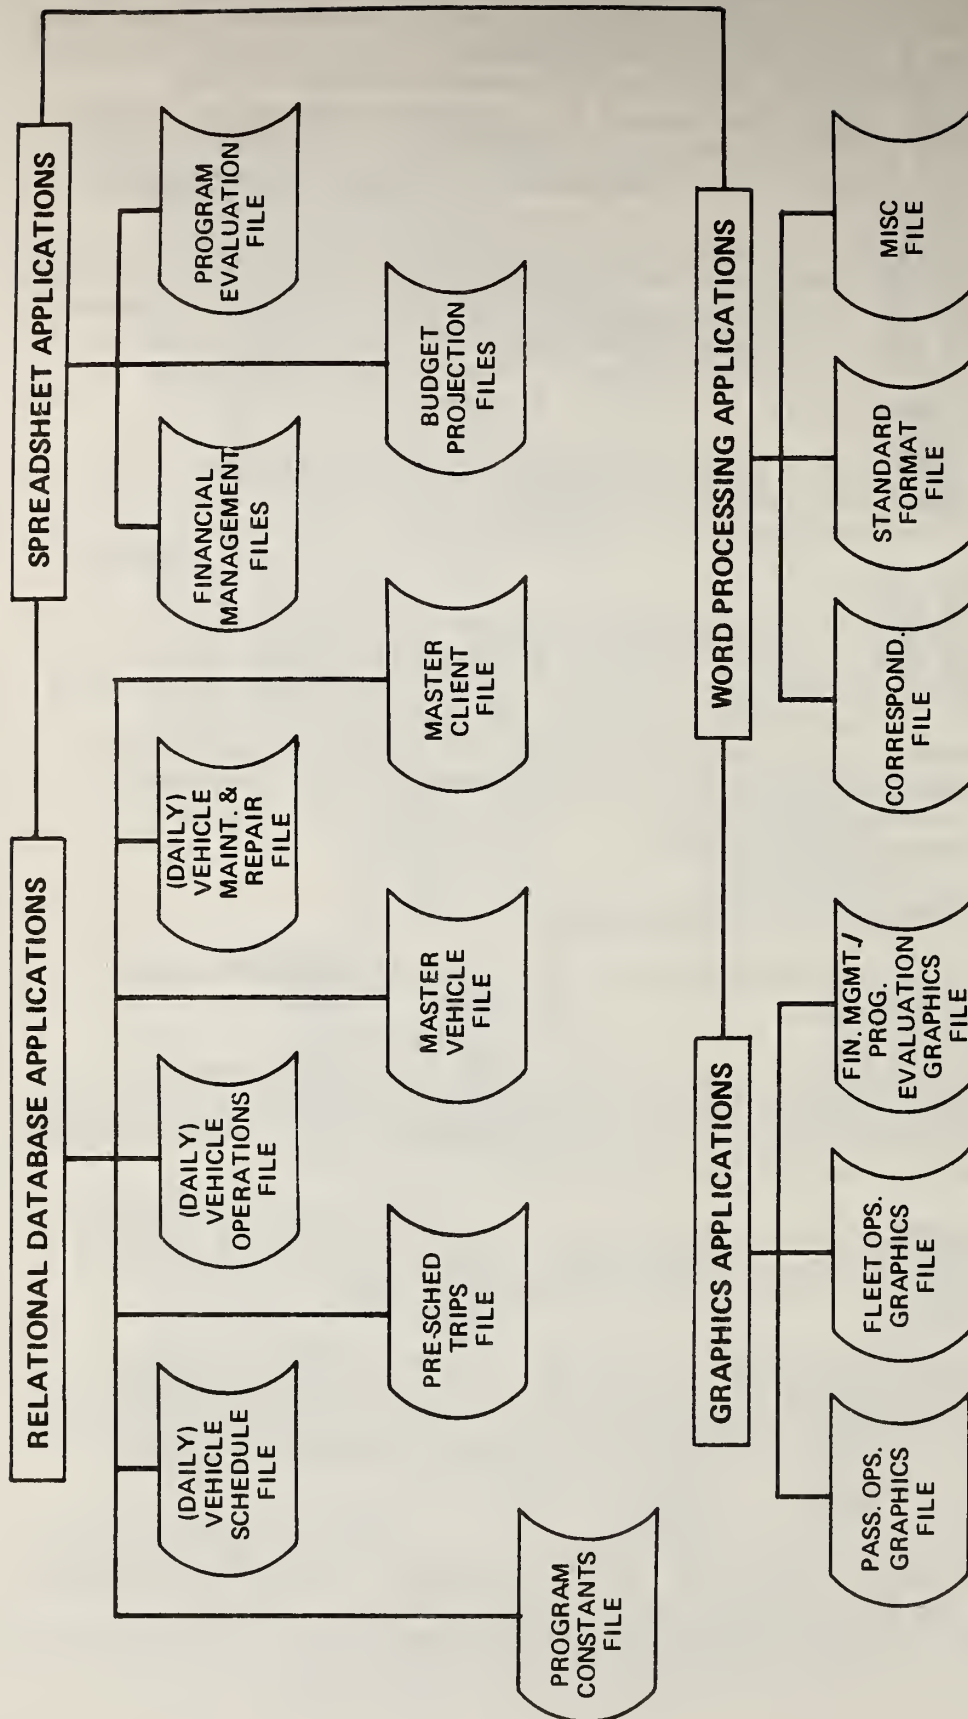 RELATIONAL DATABASE APPLICATIONS
SPREADSHEET APPLICATIONS
(DAILY)
VEHICLE
SCHEDULE
FILE
(DAILY)
VEHICLE
OPERATIONS
FILE
(DAILY)
VEHICLE
MAINT. &
REPAIR
FILE
FINANCIAL
MANAGEMENT
FILES
PROGRAM
EVALUATION
FILE
PRE-SCHED
TRIPS
FILE
MASTER
VEHICLE
FILE
MASTER
CLIENT
FILE
BUDGET
PROJECTION
FILES
PROGRAM
CONSTANTS
FILE
GRAPHICS APPLICATIONS
WORD PROCESSING APPLICATIONS
PASS. OPS.
GRAPHICS
FILE
FLEET OPS.
GRAPHICS
FILE
FIN. MGMT./
PROG.
EVALUATION
GRAPHICS
FILE
CORRESPOND.
FILE
STANDARD
FORMAT
FILE
MISC
FILE